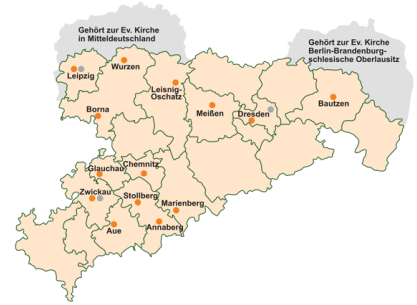 Gehört zur Ev. Kirche
in Mitteldeutschland
Gehört zur Ev. Kirche
Berlin-Brandenburg-
schlesische Oberlausitz
Leipzig
Wurzen
Leisnig-
Oschatz
Borna
Meißen
Dresden
Bautzen
Glauchau
Chemnitz
Zwickau
Stollberg
Marienberg
Aue
Annaberg